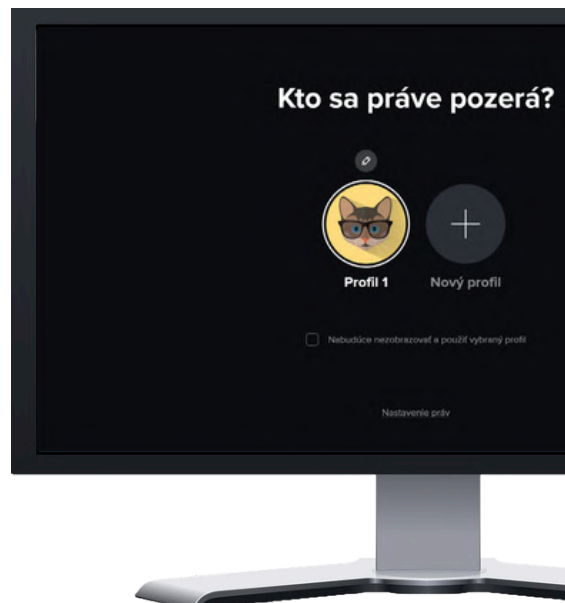 Kto sa práve pozerá?
Profil 1
Nový profil
Nabudúce nezobrazovať a použiť vybraný profil
Nastavenie práv